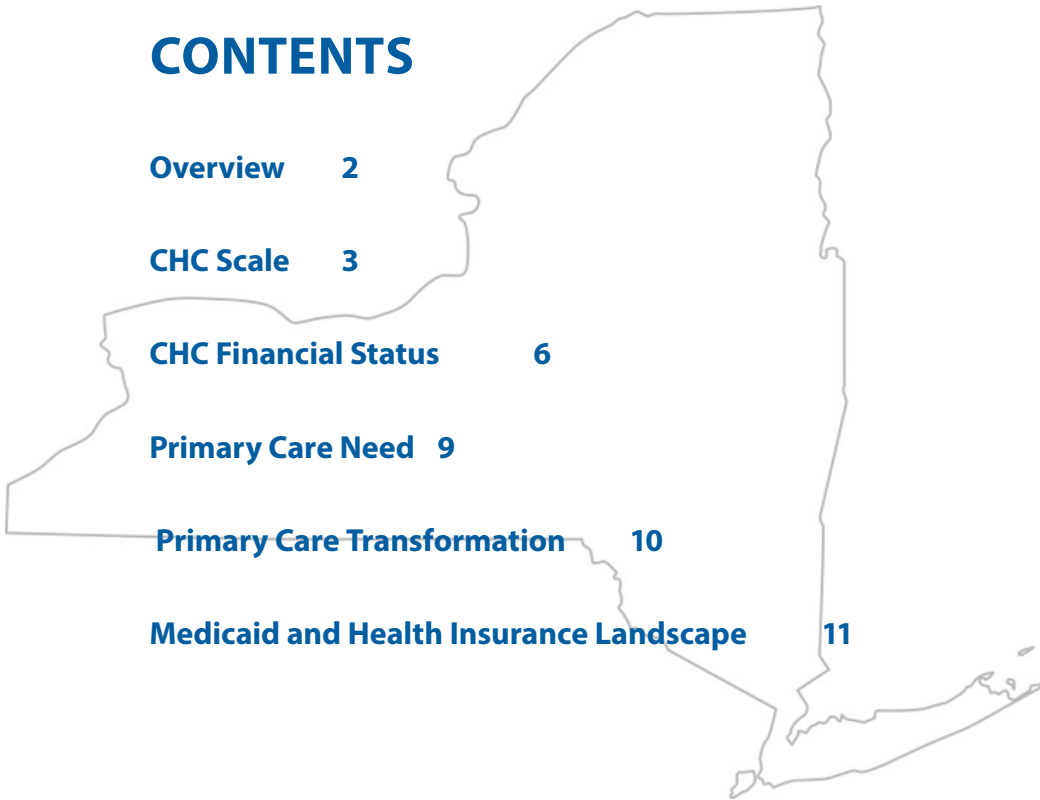 CONTENTS
Overview 2
CHC Scale 3
CHC Financial Status 6
Primary Care Need 9
Primary Care Transformation 10
Medicaid and Health Insurance Landscape 11